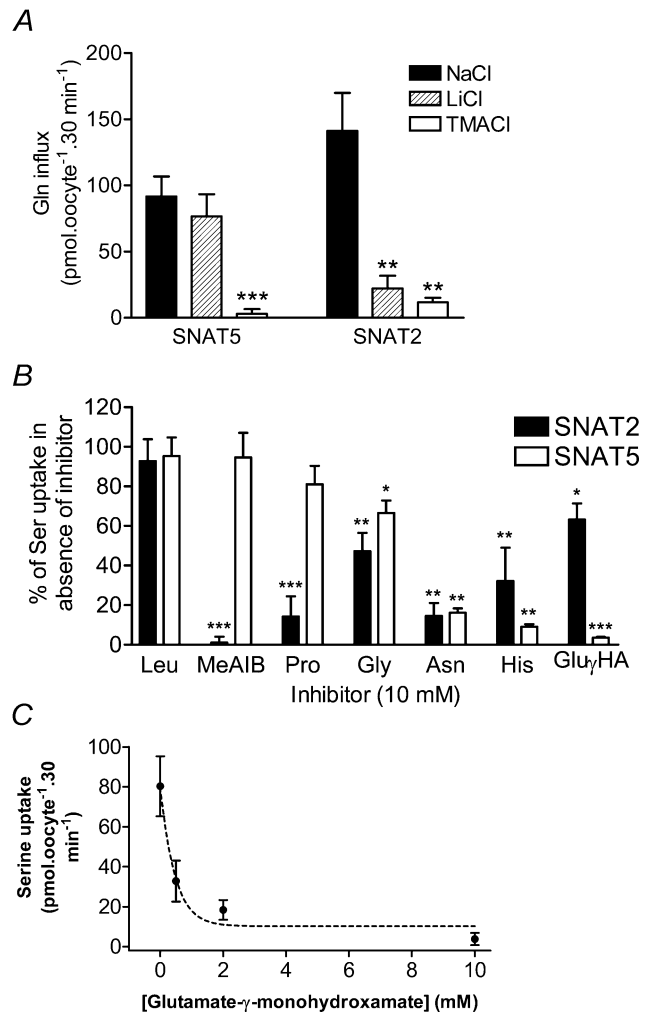 A
200
150
100
50
0
Gln influx
(pmol.oocyte⁻¹.30 min⁻¹)
NaCl
LiCl
TMACl
***
**
**
SNAT5
SNAT2
B
120
100
80
60
40
20
0
% of Ser uptake in
absence of inhibitor
SNAT2
SNAT5
***
***
**
*
**
**
**
**
*
***
Leu MeAIB Pro Gly Asn His GluγHA
Inhibitor (10 mM)
C
100
80
60
40
20
0
Serine uptake
(pmol.oocyte⁻¹.30
min⁻¹)
0 2 4 6 8 10
[Glutamate-γ-monohydroxamate] (mM)